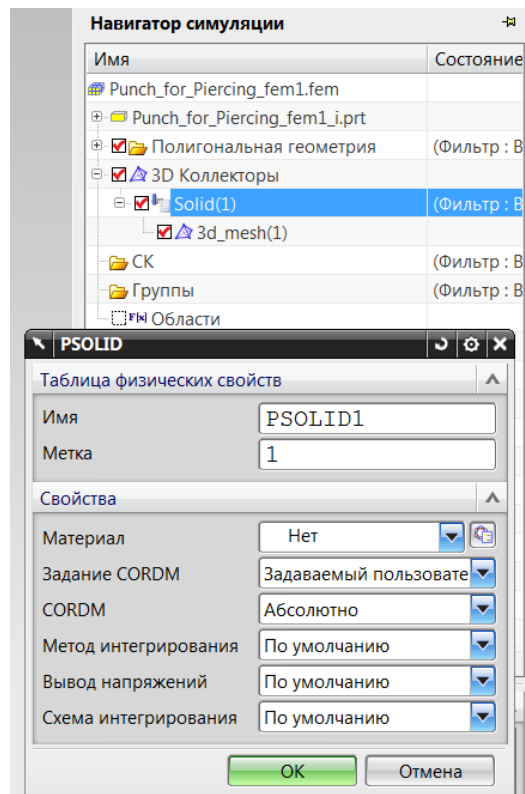 Навигатор симуляции
Имя Состояние
Punch_for_Piercing_fem1.fem
Punch_for_Piercing_fem1_i.prt
Полигональная геометрия (Фильтр : В
3D Коллекторы
Solid(1) (Фильтр : В
3d_mesh(1)
СК (Фильтр : В
Группы (Фильтр : В
F(x) Области
PSOLID
Таблица физических свойств
Имя PSOLID1
Метка 1
Свойства
Материал Нет
Задание CORDM Задаваемый пользовате
CORDM Абсолютно
Метод интегрирования По умолчанию
Вывод напряжений По умолчанию
Схема интегрирования По умолчанию
OK Отмена